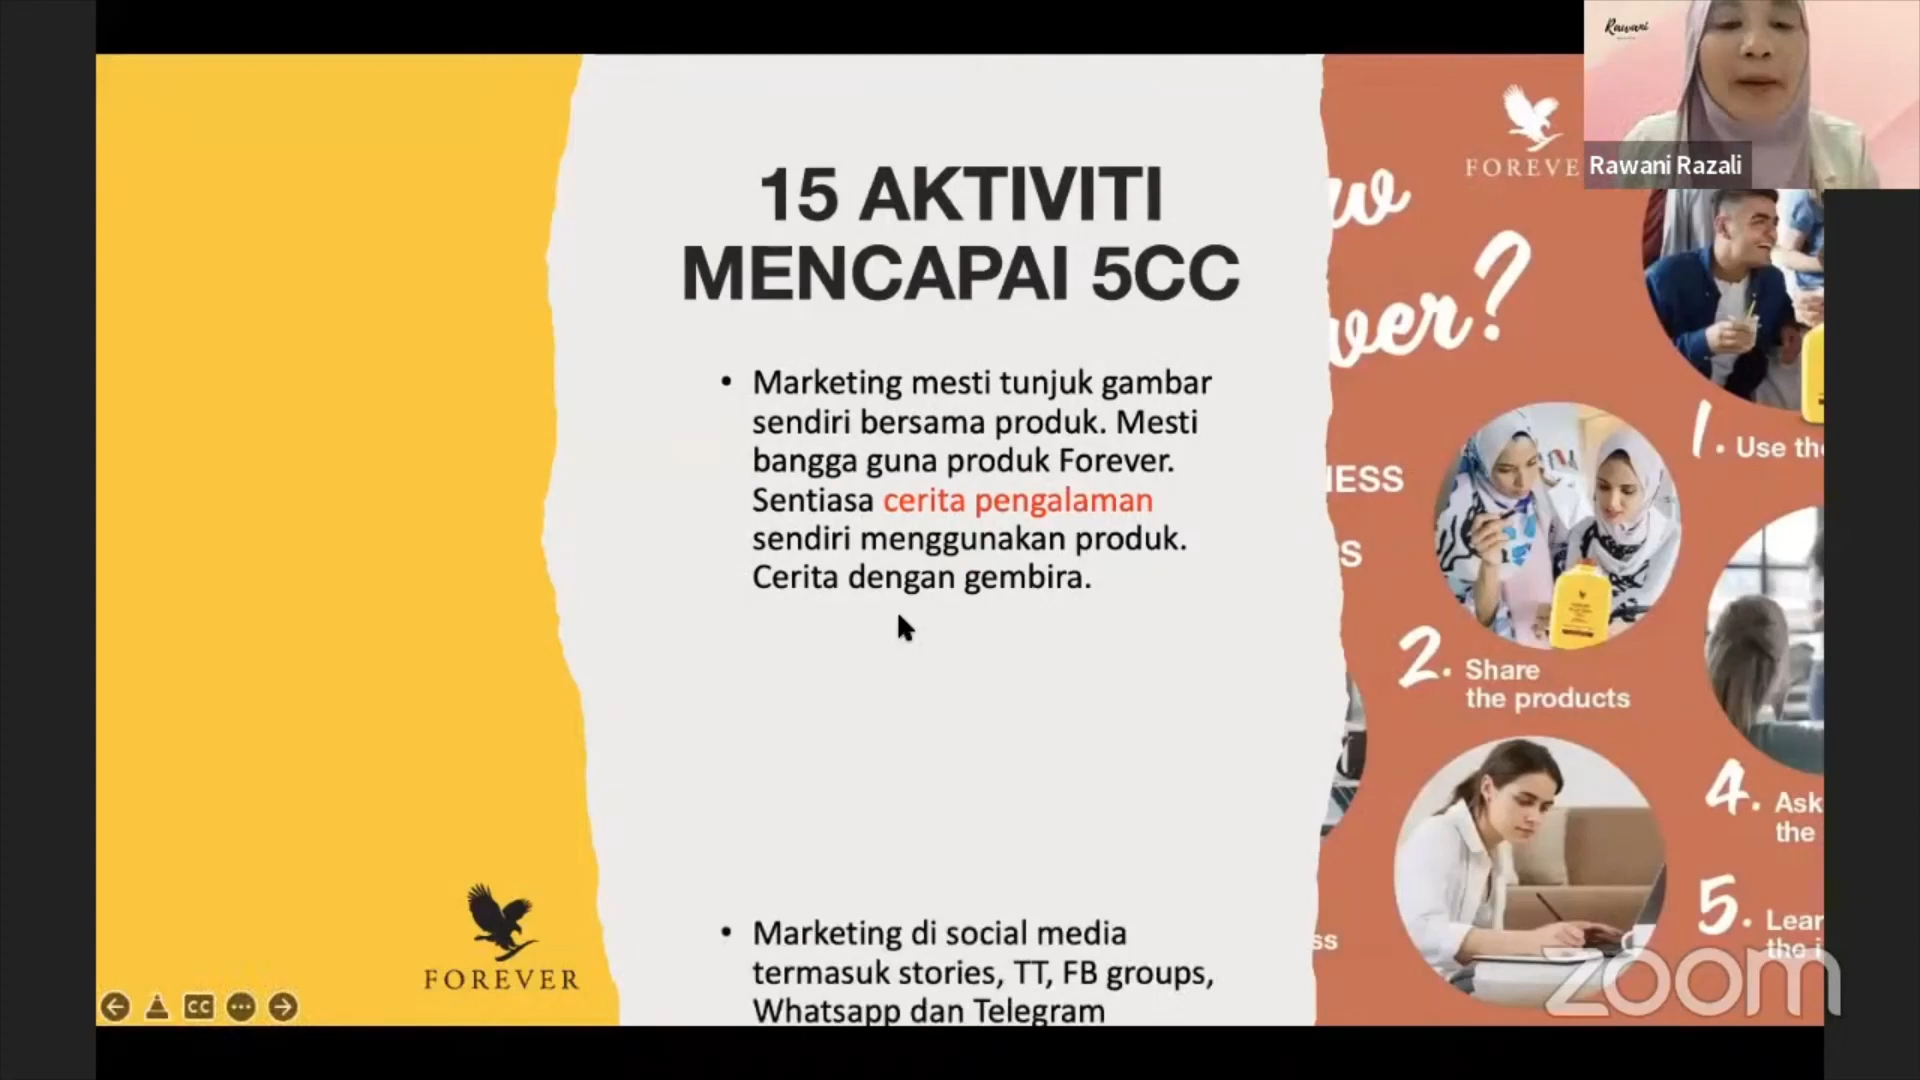 Rawani
Rawani Razali
FOREVER
15 AKTIVITI
MENCAPAI 5CC
• Marketing mesti tunjuk gambar
sendiri bersama produk. Mesti
bangga guna produk Forever.
Sentiasa cerita pengalaman
sendiri menggunakan produk.
Cerita dengan gembira.
• Marketing di social media
termasuk stories, TT, FB groups,
Whatsapp dan Telegram
1. Use
2. Share
the products
4. Ask
the
5.
the
FOREVER
CC
zoom